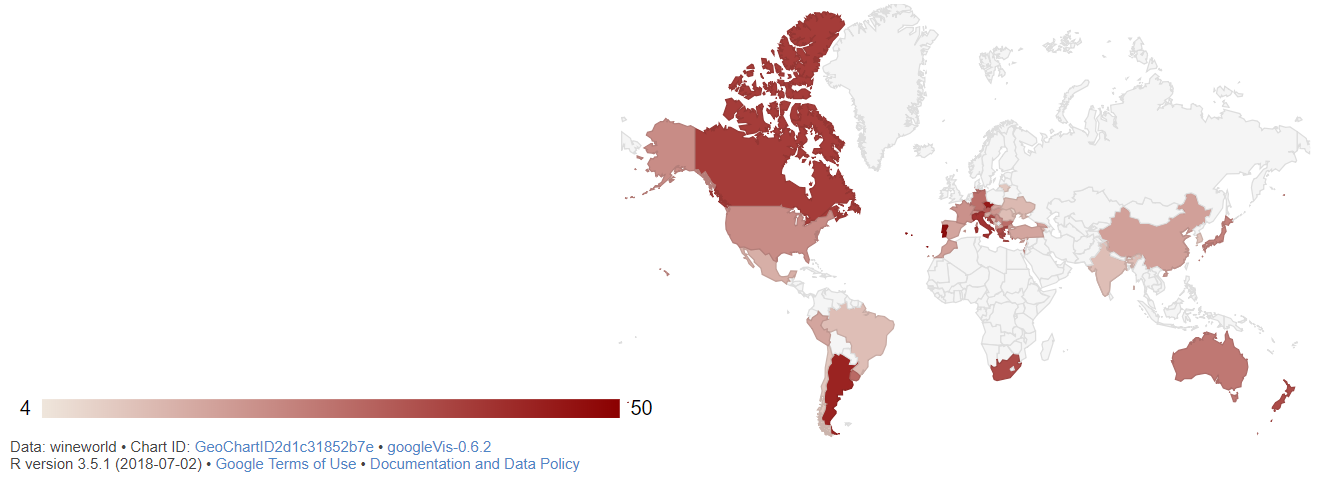 4 50
Data: wineworld • Chart ID: GeoChartID2d1c31852b7e • googleVis-0.6.2
R version 3.5.1 (2018-07-02) • Google Terms of Use • Documentation and Data Policy